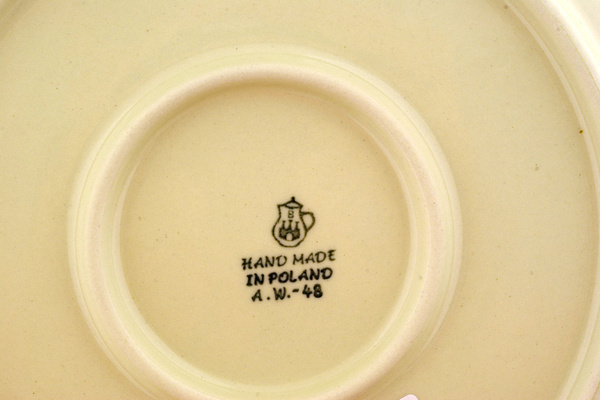 B
HAND MADE
IN POLAND
A.W.-48